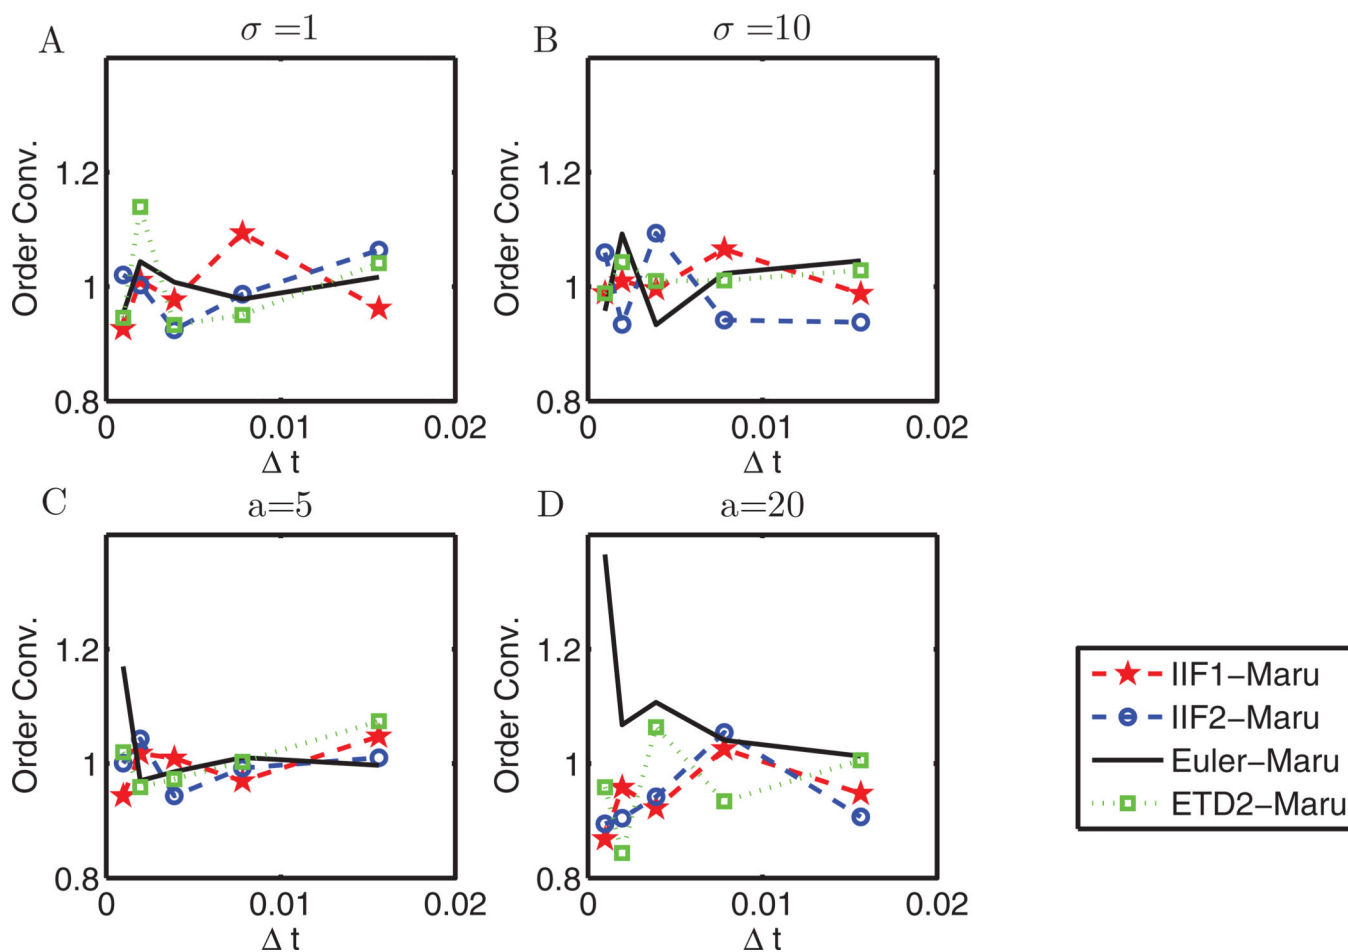 A
σ =1
Order Conv.
1.2
1
0.8
0
0.01
0.02
Δ t
B
σ =10
Order Conv.
1.2
1
0.8
0
0.01
0.02
Δ t
C
a=5
Order Conv.
1.2
1
0.8
0
0.01
0.02
Δ t
D
a=20
Order Conv.
1.2
1
0.8
0
0.01
0.02
Δ t
IIF1-Maru
IIF2-Maru
Euler-Maru
ETD2-Maru